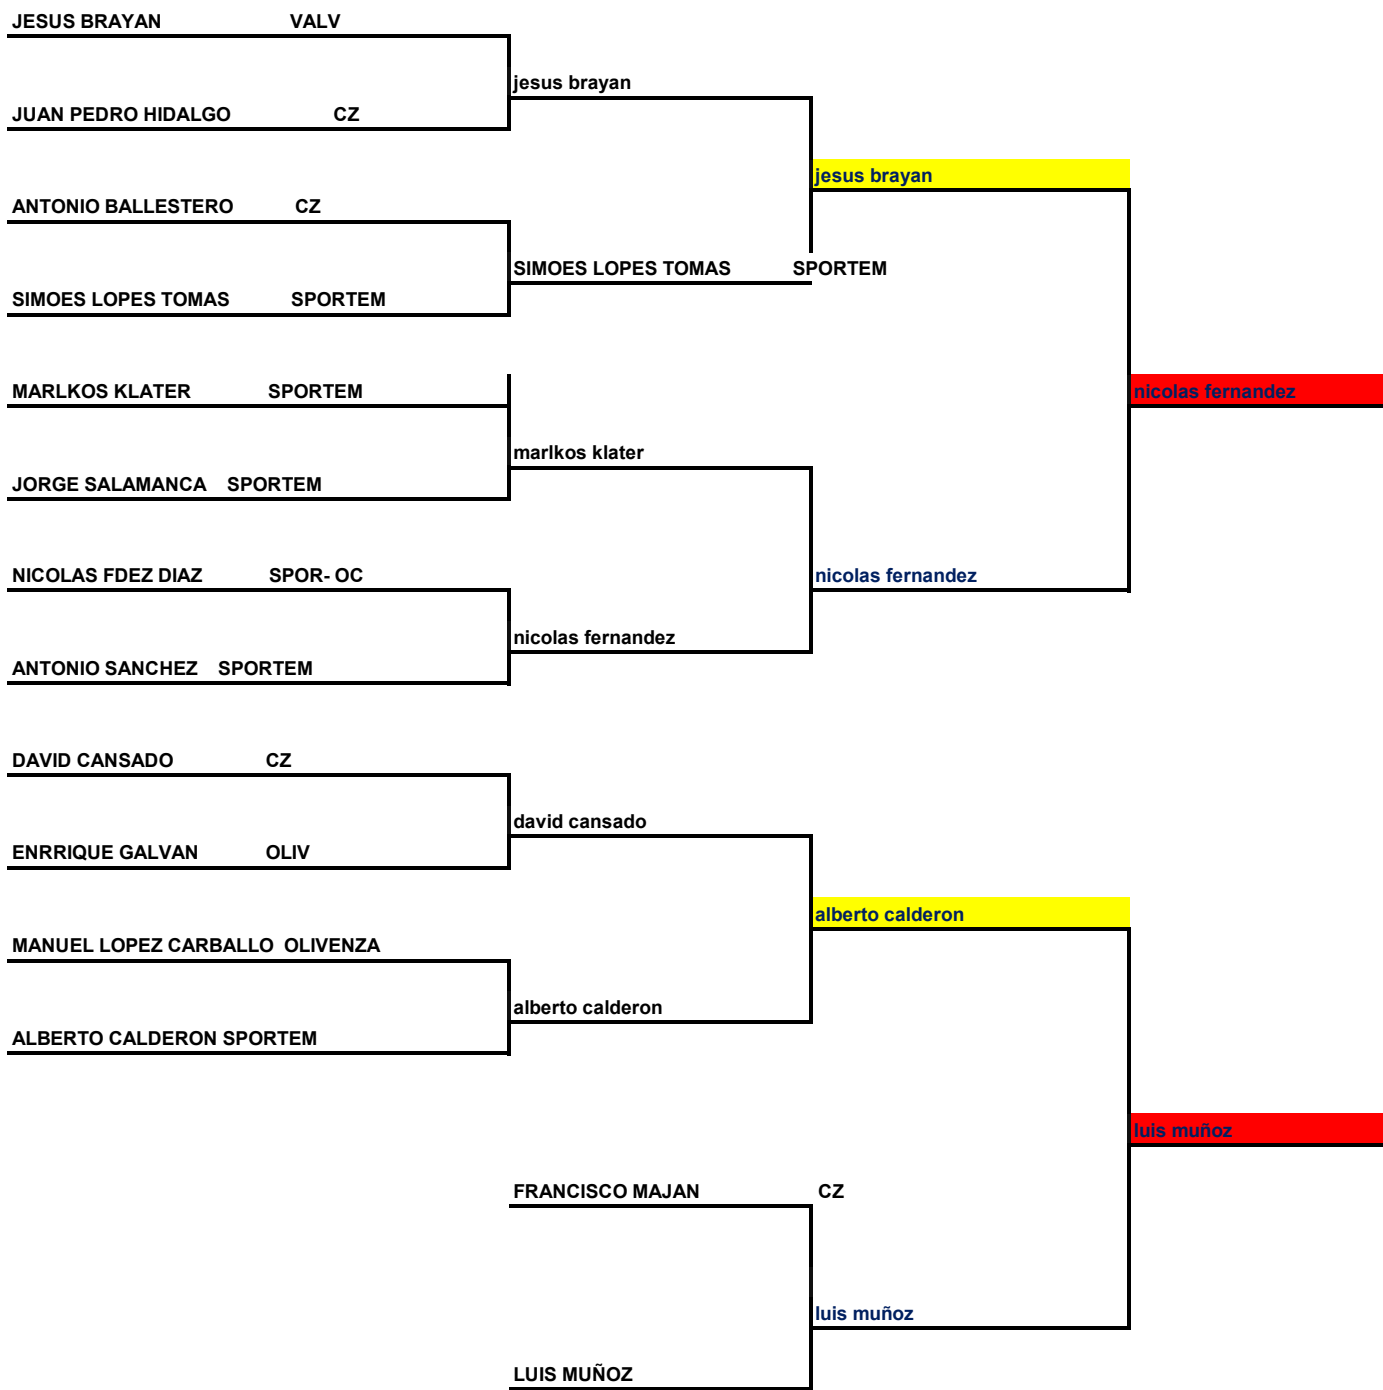 JESUS BRAYAN VALV
jesus brayan
JUAN PEDRO HIDALGO CZ
jesus brayan
ANTONIO BALLESTERO CZ
SIMOES LOPES TOMAS SPORTEM
SIMOES LOPES TOMAS SPORTEM
MARLKOS KLATER SPORTEM
nicolas fernandez
marlkos klater
JORGE SALAMANCA SPORTEM
NICOLAS FDEZ DIAZ SPOR- OC
nicolas fernandez
nicolas fernandez
ANTONIO SANCHEZ SPORTEM
DAVID CANSADO CZ
david cansado
ENRRIQUE GALVAN OLIV
alberto calderon
MANUEL LOPEZ CARBALLO OLIVENZA
alberto calderon
ALBERTO CALDERON SPORTEM
luis muñoz
FRANCISCO MAJAN CZ
luis muñoz
LUIS MUÑOZ